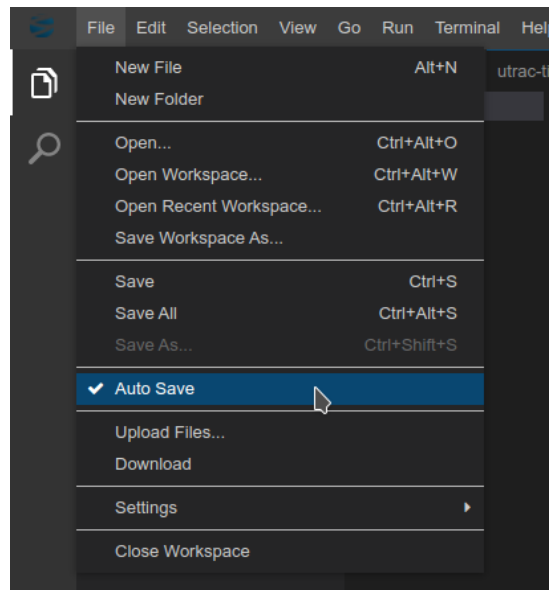 File Edit Selection View Go Run Terminal
utrac-ti
New File Alt+N
New Folder
Open... Ctrl+Alt+O
Open Workspace... Ctrl+Alt+W
Open Recent Workspace... Ctrl+Alt+R
Save Workspace As...
Save Ctrl+S
Save All Ctrl+Alt+S
Save As... Ctrl+Shift+S
Auto Save
Upload Files...
Download
Settings
Close Workspace